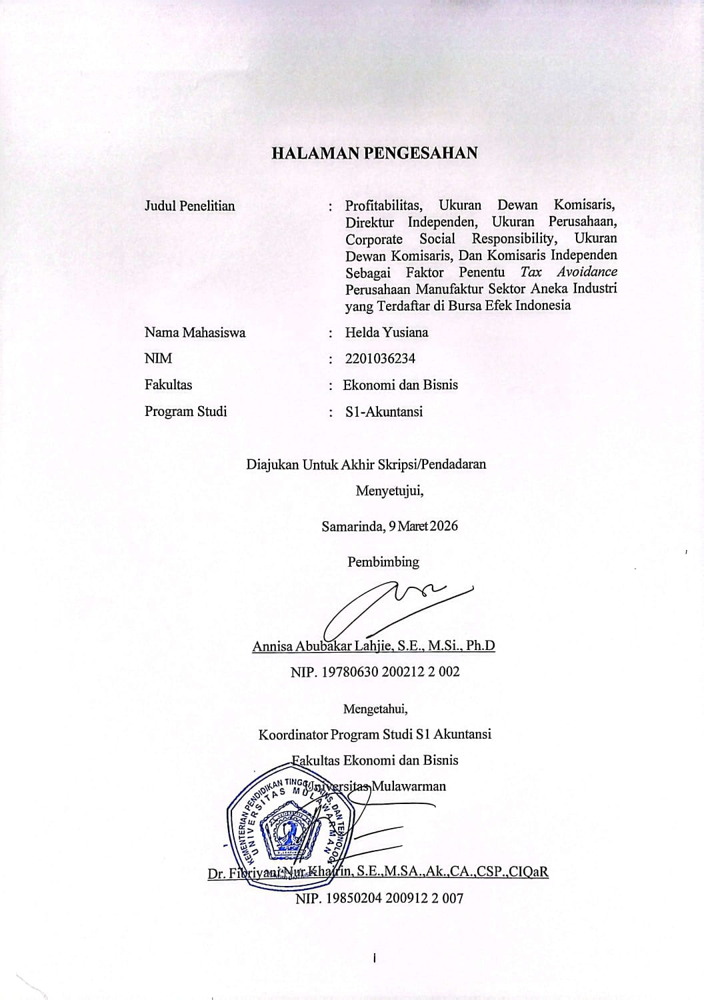 HALAMAN PENGESAHAN
Judul Penelitian : Profitabilitas, Ukuran Dewan Komisaris,
Direktur Independen, Ukuran Perusahaan,
Corporate Social Responsibility, Ukuran
Dewan Komisaris, Dan Komisaris Independen
Sebagai Faktor Penentu Tax Avoidance
Perusahaan Manufaktur Sektor Aneka Industri
yang Terdaftar di Bursa Efek Indonesia
Nama Mahasiswa : Helda Yusiana
NIM : 2201036234
Fakultas : Ekonomi dan Bisnis
Program Studi : S1-Akuntansi
Diajukan Untuk Akhir Skripsi/Pendadaran
Menyetujui,
Samarinda, 9 Maret 2026
Pembimbing
Annisa Abubakar Lahjie, S.E., M.Si., Ph.D
NIP. 19780630 200212 2 002
Mengetahui,
Koordinator Program Studi S1 Akuntansi
Fakultas Ekonomi dan Bisnis
Universitas Mulawarman
KEMENTERIAN PENDIDIKAN TINGGI, SAINS, DAN TEKNOLOGI
UNIVERSITAS MULAWARMAN
Dr. Fibriyani Nur Khairin, S.E.,M.SA.,Ak.,CA.,CSP.,CIQaR
NIP. 19850204 200912 2 007
i